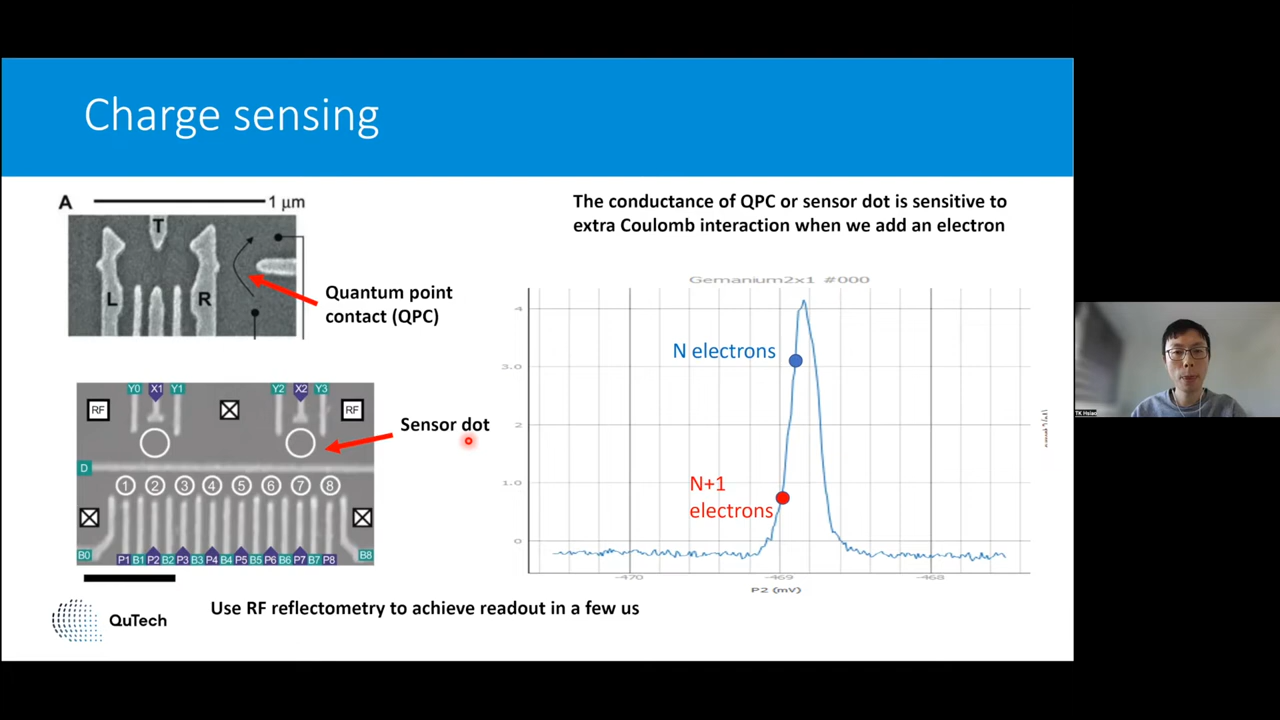 Charge sensing
A
1 μm
T
L
R
Quantum point
contact (QPC)
Y0 X1 Y1 Y2 X2 Y3
RF RF
Sensor dot
D
1 2 3 4 5 6 7 8
B0 P1 B1 P2 B2 P3 B3 P4 B4 P5 B5 P6 B6 P7 B7 P8 B8
QuTech
Use RF reflectometry to achieve readout in a few us
The conductance of QPC or sensor dot is sensitive to
extra Coulomb interaction when we add an electron
Gemanium2x1 #000
4
3.0
2
1.0
0
N electrons
N+1
electrons
-470 -469 -468
P2 (mV)
TK Hsiao